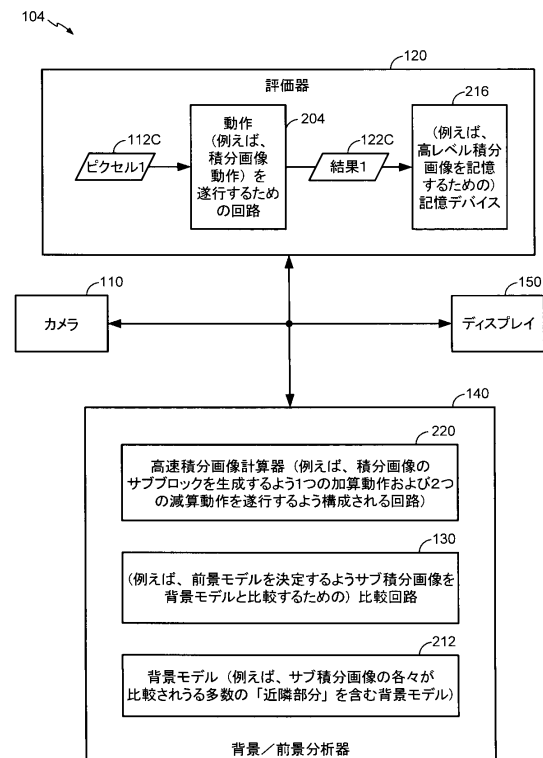 104
120
評価器
216
204
112C
ピクセル1
動作
(例えば、
積分画像
動作)を
遂行するため
の回路
122C
結果1
(例えば、
高レベル積分
画像を記憶
するための)
記憶デバイス
110
カメラ
150
ディスプレイ
140
220
高速積分画像計算器(例えば、積分画像の
サブブロックを生成するよう1つの加算動作および2つ
の減算動作を遂行するよう構成される回路)
130
(例えば、前景モデルを決定するようサブ積分画像を
背景モデルと比較するための)比較回路
212
背景モデル(例えば、サブ積分画像の各々が
比較されうる多数の「近隣部分」を含む背景モデル)
背景/前景分析器